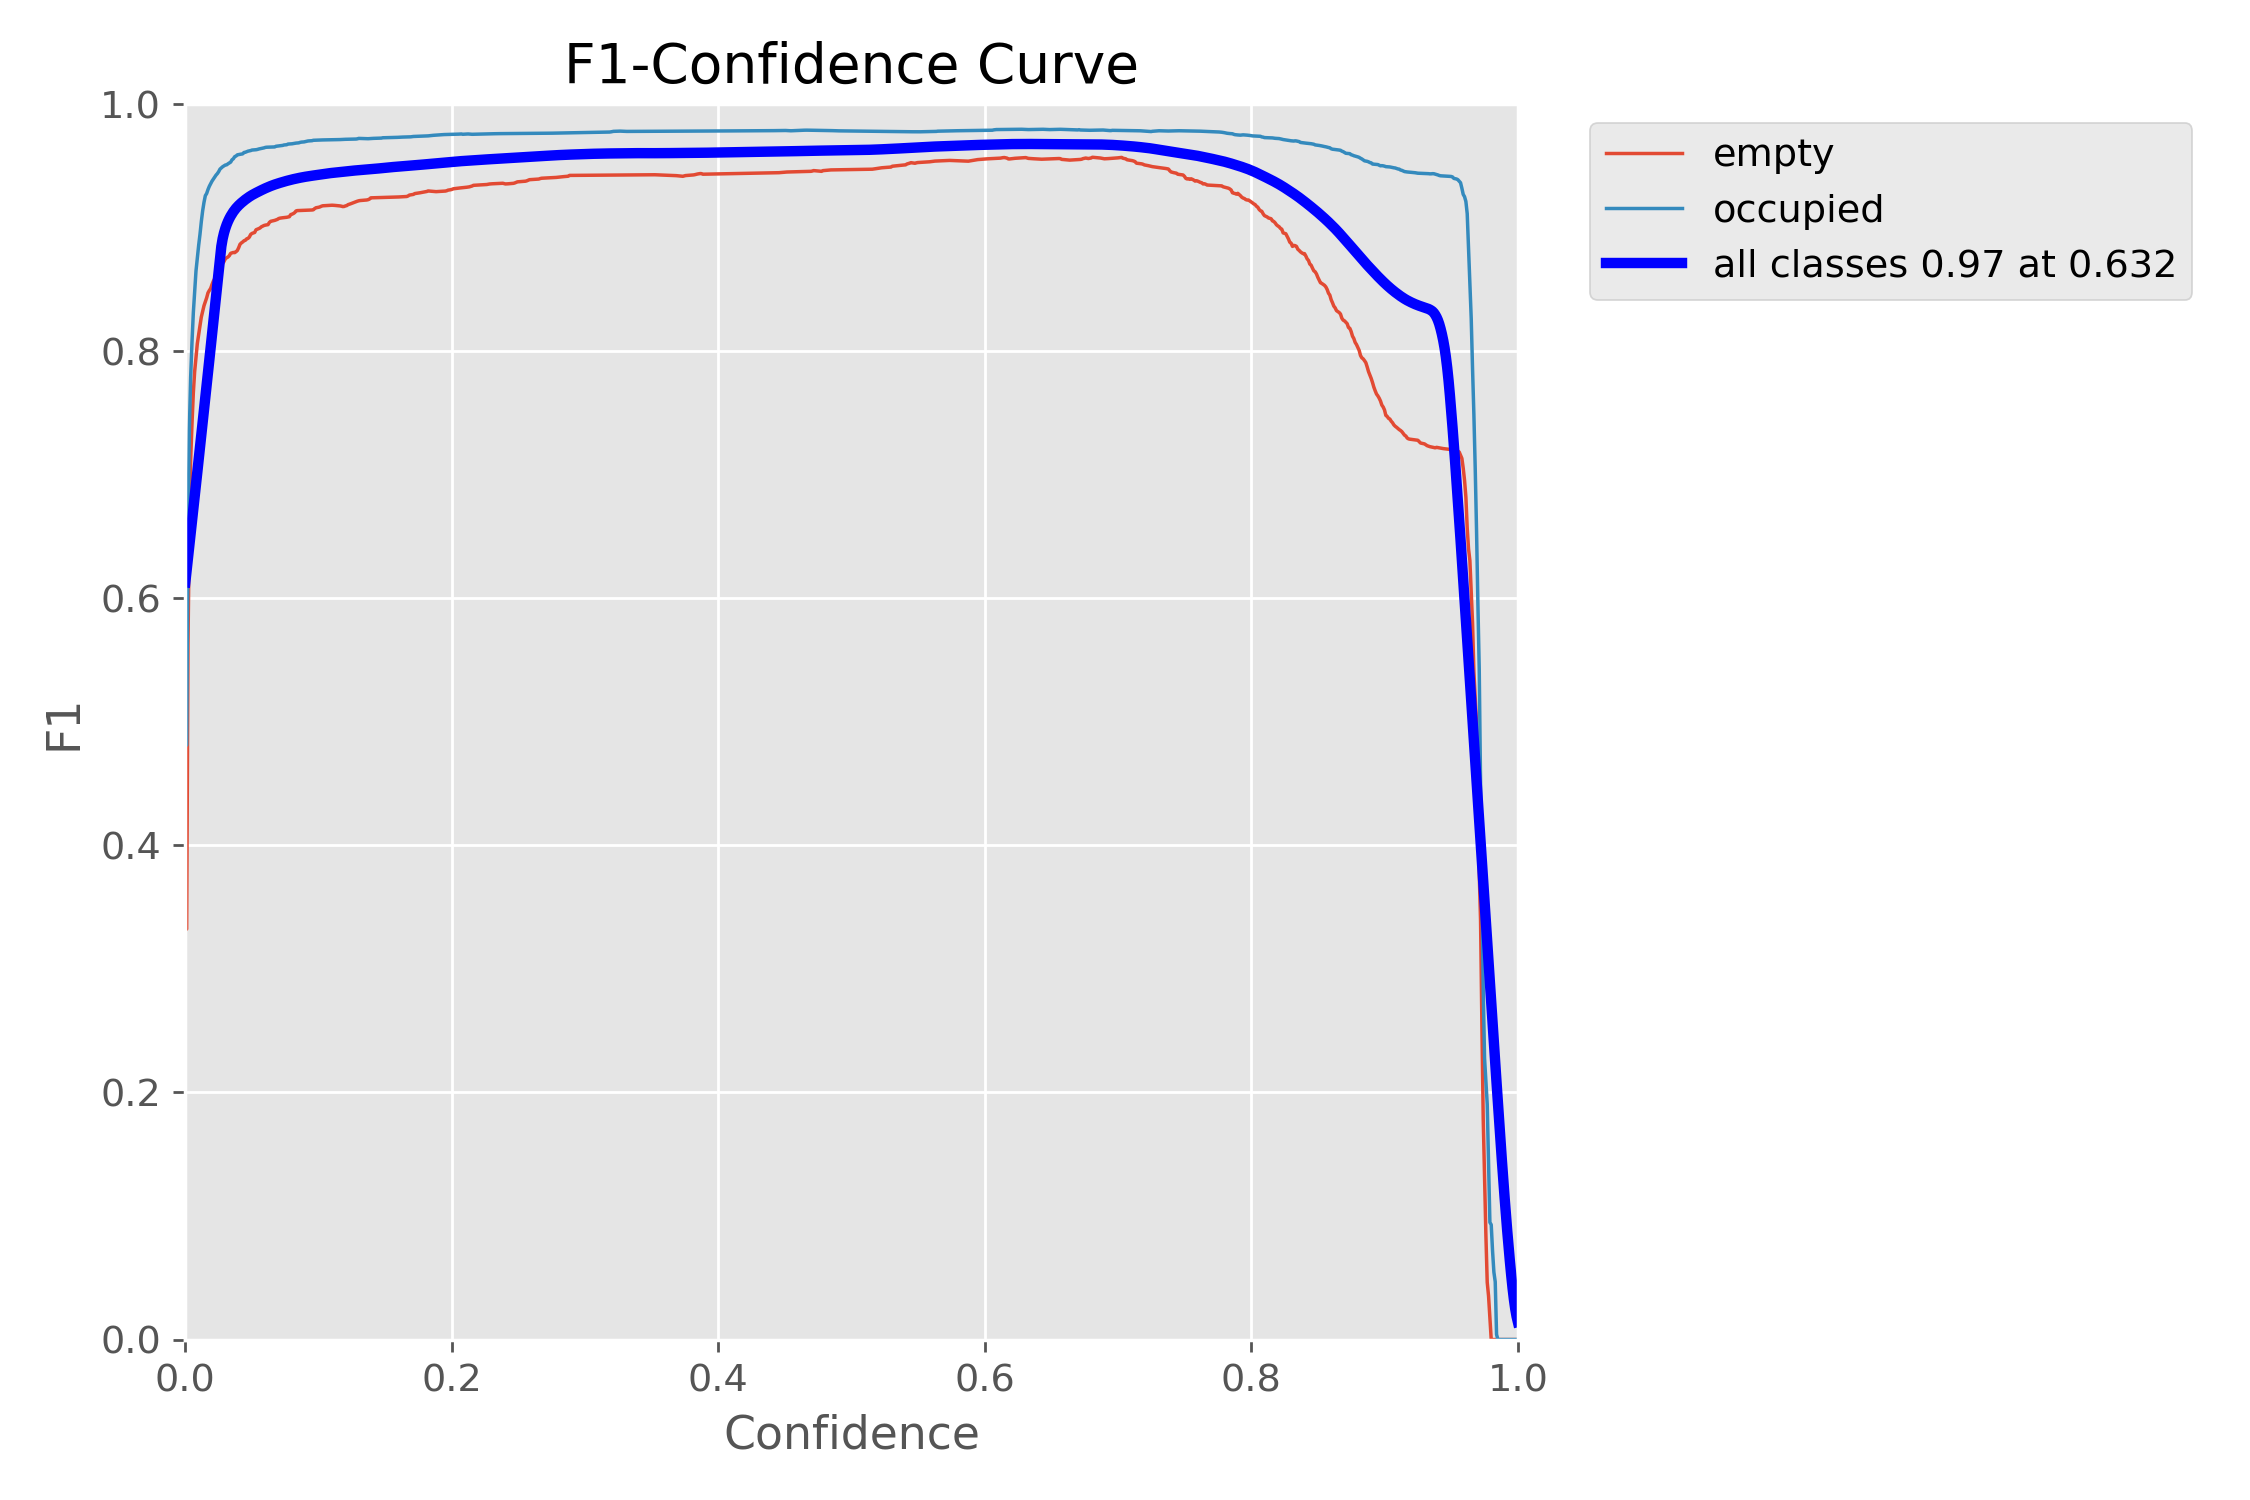 F1-Confidence Curve
1.0
0.8
0.6
0.4
0.2
0.0
F1
0.0 0.2 0.4 0.6 0.8 1.0
Confidence
empty
occupied
all classes 0.97 at 0.632